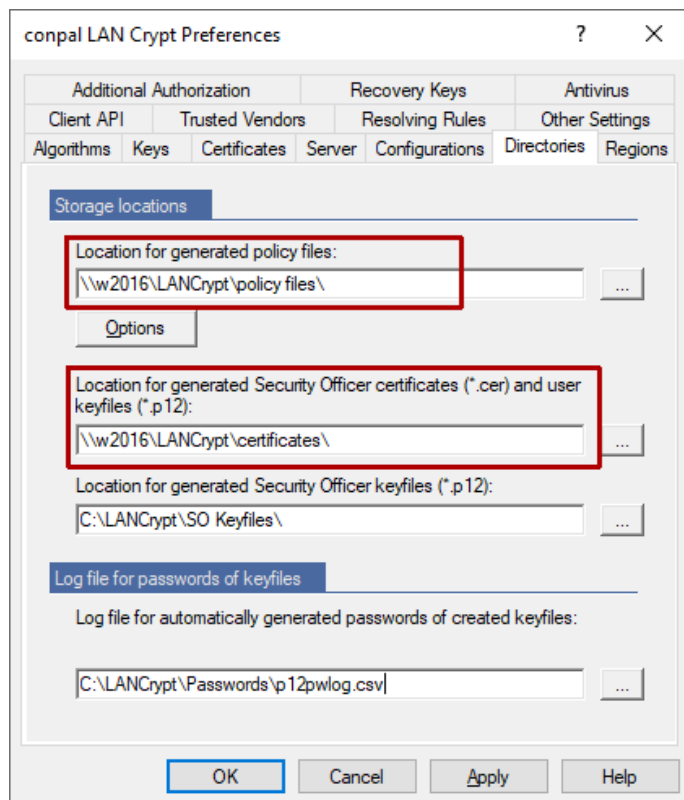 conpal LAN Crypt Preferences
?
Additional Authorization Recovery Keys Antivirus
Client API Trusted Vendors Resolving Rules Other Settings
Algorithms Keys Certificates Server Configurations Directories Regions
Storage locations
Location for generated policy files:
\\w2016\LANCrypt\policy files\
...
Options
Location for generated Security Officer certificates (*.cer) and user
keyfiles (*.p12):
\\w2016\LANCrypt\certificates\
...
Location for generated Security Officer keyfiles (*.p12):
C:\LANCrypt\SO Keyfiles\
...
Log file for passwords of keyfiles
Log file for automatically generated passwords of created keyfiles:
C:\LANCrypt\Passwords\p12pwlog.csv
...
OK Cancel Apply Help